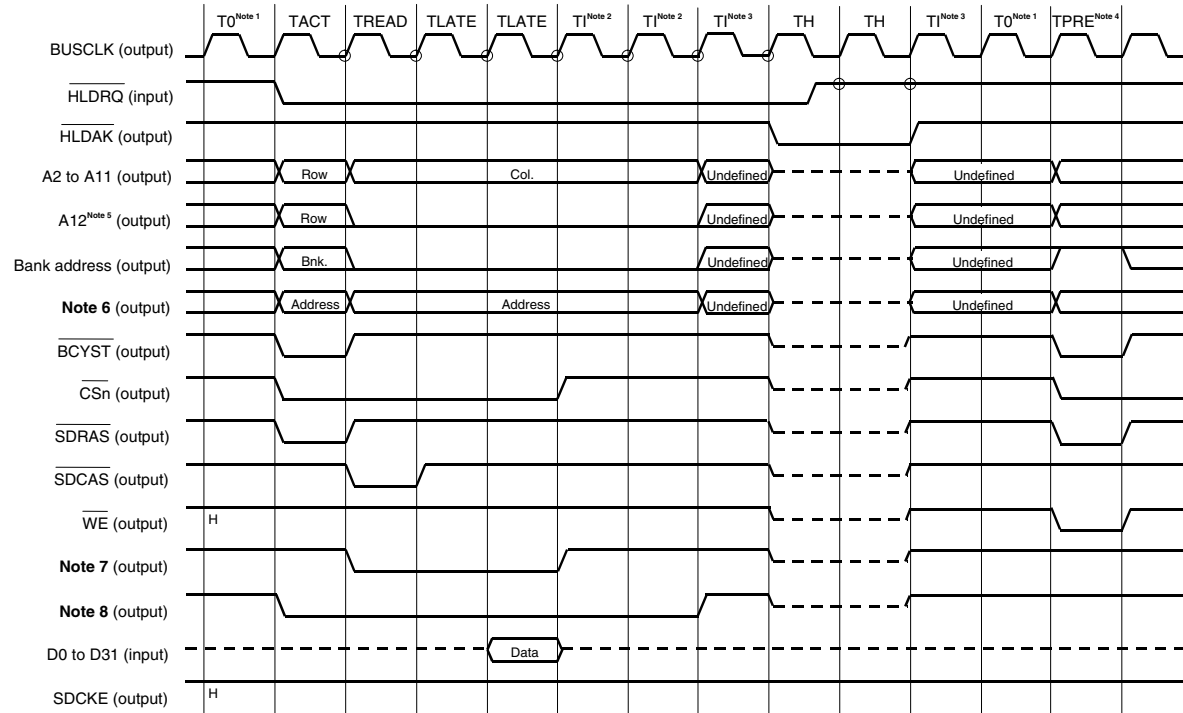 T0Note 1 TACT TREAD TLATE TLATE TINote 2 TINote 2 TINote 3 TH TH TINote 3 T0Note 1 TPRENote 4
BUSCLK (output)
HLDRQ (input)
HLDAK (output)
A2 to A11 (output) Row Col. Undefined Undefined
A12Note 5 (output) Row Undefined Undefined
Bank address (output) Bnk. Undefined Undefined
Note 6 (output) Address Address Undefined Undefined
BCYST (output)
CSn (output)
SDRAS (output)
SDCAS (output)
WE (output) H
Note 7 (output)
Note 8 (output)
D0 to D31 (input) Data
SDCKE (output) H